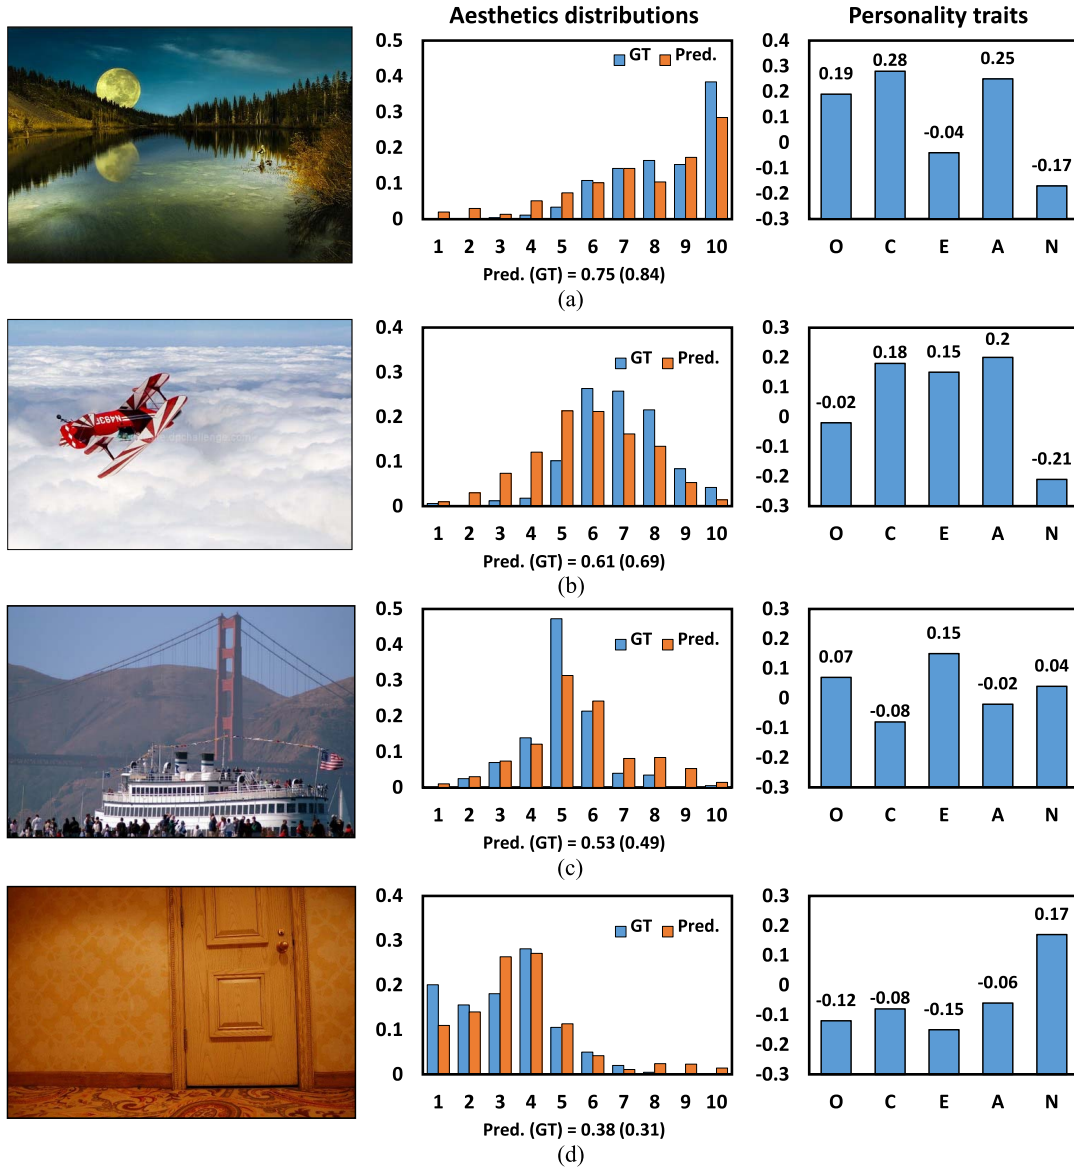 Aesthetics distributions
Personality traits
0.5
0.4
0.3
0.2
0.1
0
GT Pred.
1 2 3 4 5 6 7 8 9 10
Pred. (GT) = 0.75 (0.84)
0.4
0.3
0.2
0.1
0
-0.1
-0.2
-0.3
0.19 0.28 -0.04 0.25 -0.17
O C E A N
(a)
N493
challenge.com
0.4
0.3
0.2
0.1
0
GT Pred.
1 2 3 4 5 6 7 8 9 10
Pred. (GT) = 0.61 (0.69)
0.3
0.2
0.1
0
-0.1
-0.2
-0.3
-0.02 0.18 0.15 0.2 -0.21
O C E A N
(b)
0.5
0.4
0.3
0.2
0.1
0
GT Pred.
1 2 3 4 5 6 7 8 9 10
Pred. (GT) = 0.53 (0.49)
0.3
0.2
0.1
0
-0.1
-0.2
-0.3
0.07 -0.08 0.15 -0.02 0.04
O C E A N
(c)
0.4
0.3
0.2
0.1
0
GT Pred.
1 2 3 4 5 6 7 8 9 10
Pred. (GT) = 0.38 (0.31)
0.3
0.2
0.1
0
-0.1
-0.2
-0.3
-0.12 -0.08 -0.15 -0.06 0.17
O C E A N
(d)